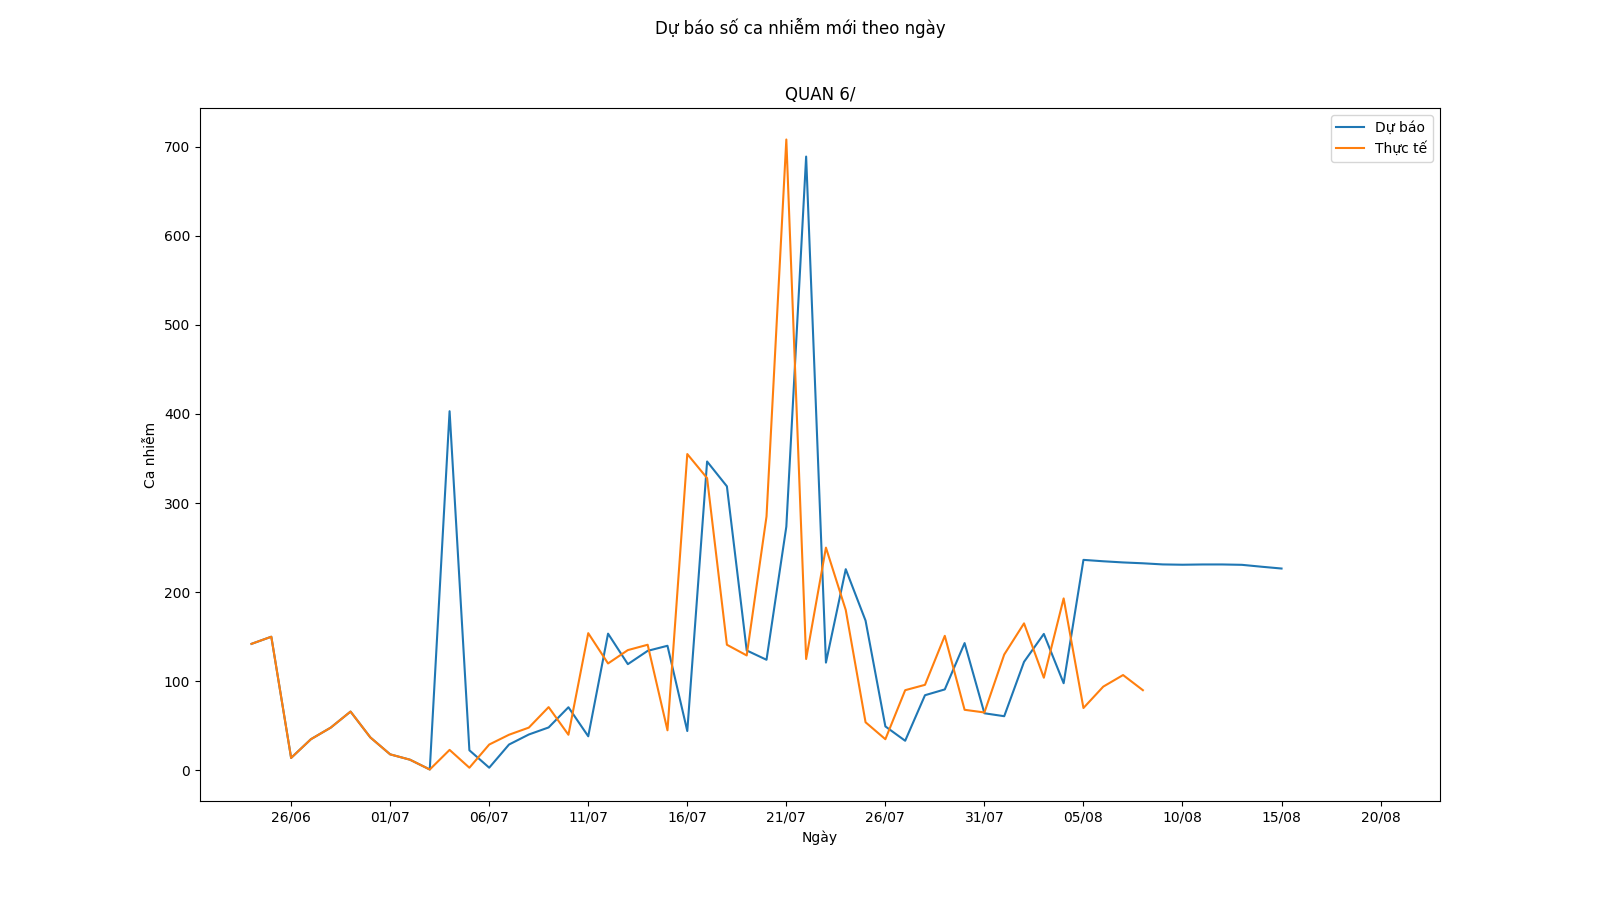 Dự báo số ca nhiễm mới theo ngày
QUAN 6/
Dự báo
Thực tế
700
600
500
400
300
200
100
0
Ca nhiễm
26/06 01/07 06/07 11/07 16/07 21/07 26/07 31/07 05/08 10/08 15/08 20/08
Ngày